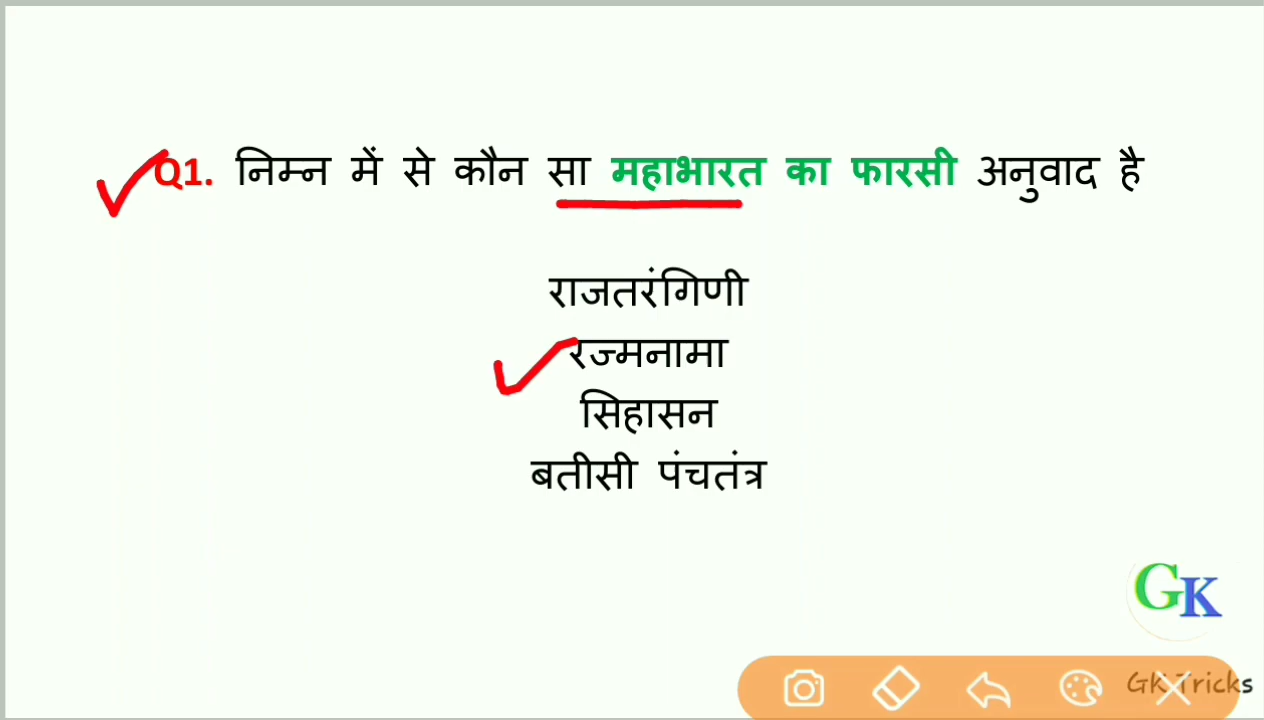 Q1. निम्न में से कौन सा महाभारत का फारसी अनुवाद है
राजतरंगिणी
रज्मनामा
सिहासन
बतीसी पंचतंत्र
GK
GK Tricks